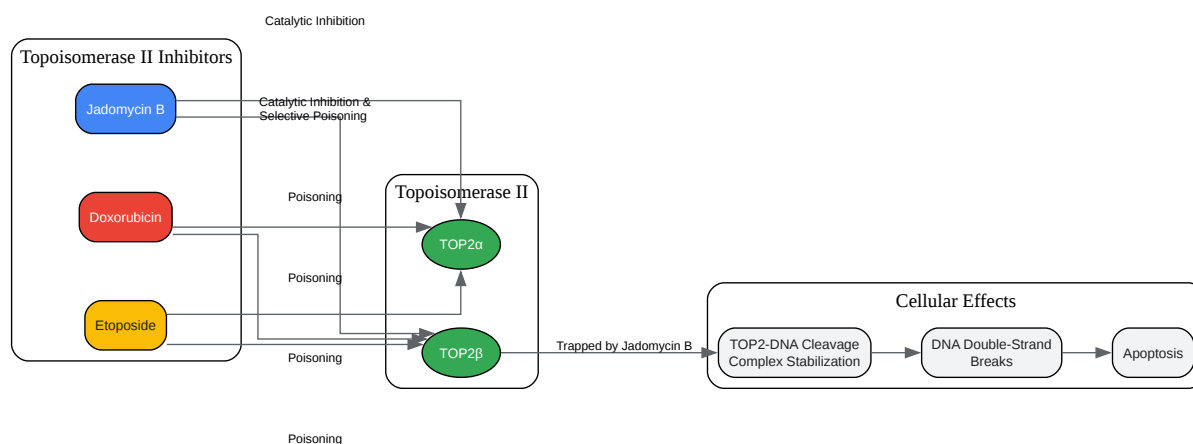 Catalytic Inhibition
Topoisomerase II Inhibitors
Jadomycin B
Catalytic Inhibition &
Selective Poisoning
Topoisomerase II
Poisoning
Doxorubicin
TOP2α
Poisoning
Cellular Effects
Etoposide
Poisoning
TOP2β
Trapped by Jadomycin B
TOP2-DNA Cleavage
Complex Stabilization
DNA Double-Strand
Breaks
Apoptosis
Poisoning